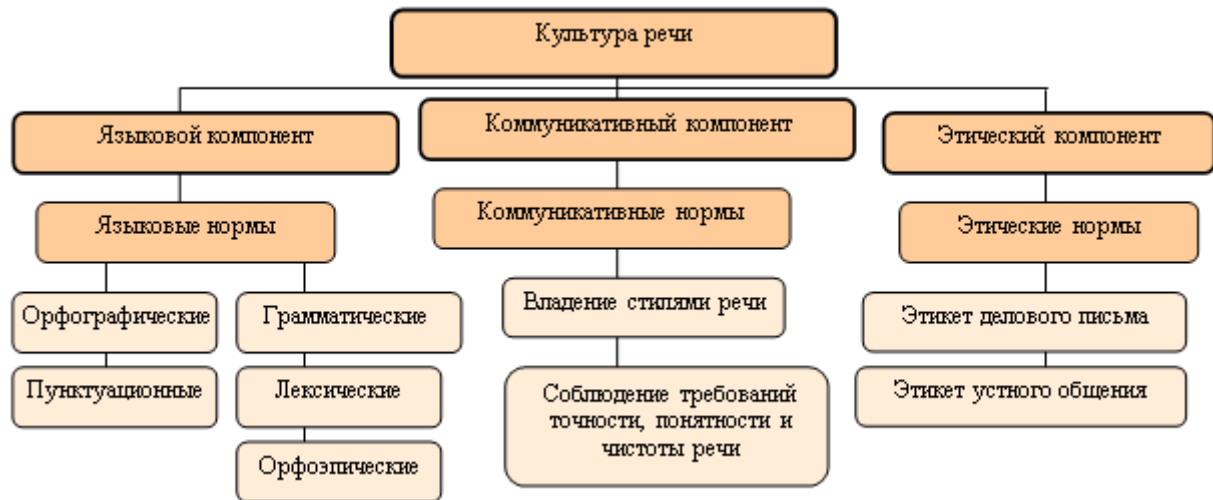 Культура речи
Языковой компонент
Коммуникативный компонент
Этический компонент
Языковые нормы
Коммуникативные нормы
Этические нормы
Орфографические
Грамматические
Владение стилями речи
Этикет делового письма
Пунктуационные
Лексические
Соблюдение требований
точности, понятности и
чистоты речи
Этикет устного общения
Орфоэпические